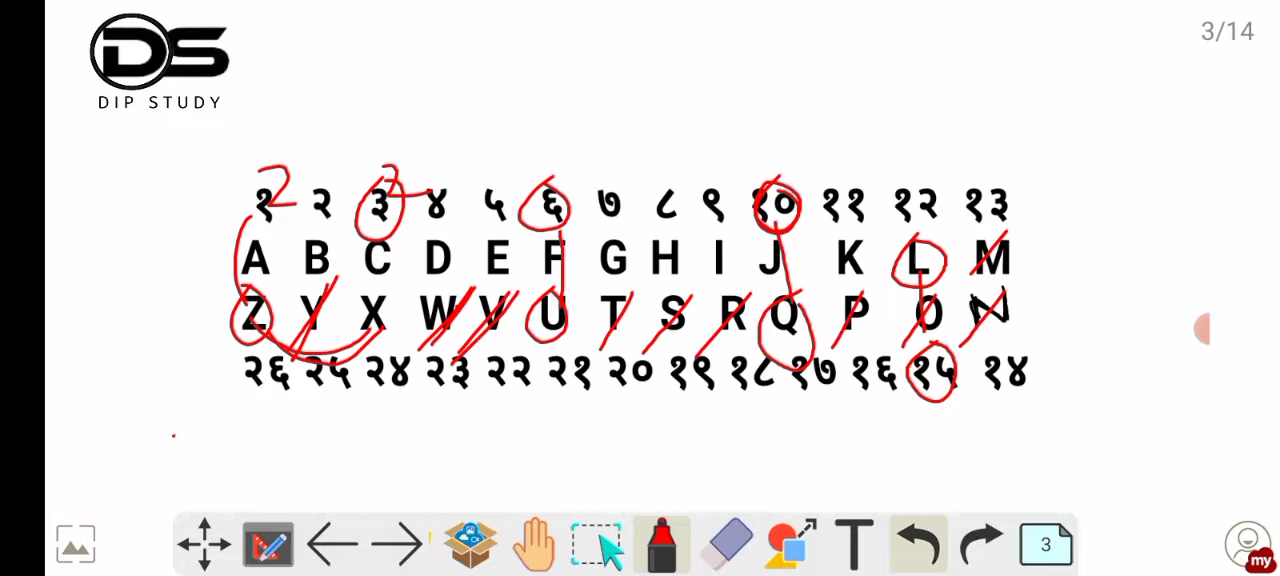 3/14
DS
DIP STUDY
१ २ ३ ४ ५ ६ ७ ८ ९ १० ११ १२ १३
A B C D E F G H I J K L M
Z Y X W V U T S R Q P O N
२६ २५ २४ २३ २२ २१ २० १९ १८ १७ १६ १५ १४
T 3
my